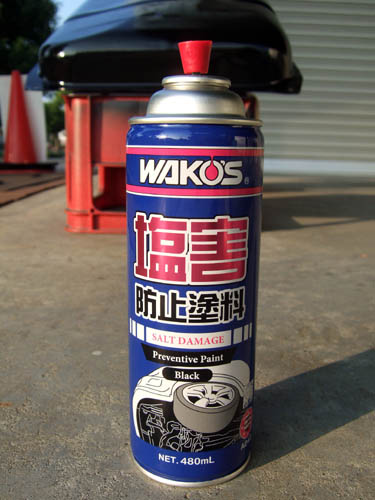 WAKO'S®
塩害
防止塗料
SALT DAMAGE
Preventive Paint
Black
NET. 480mL